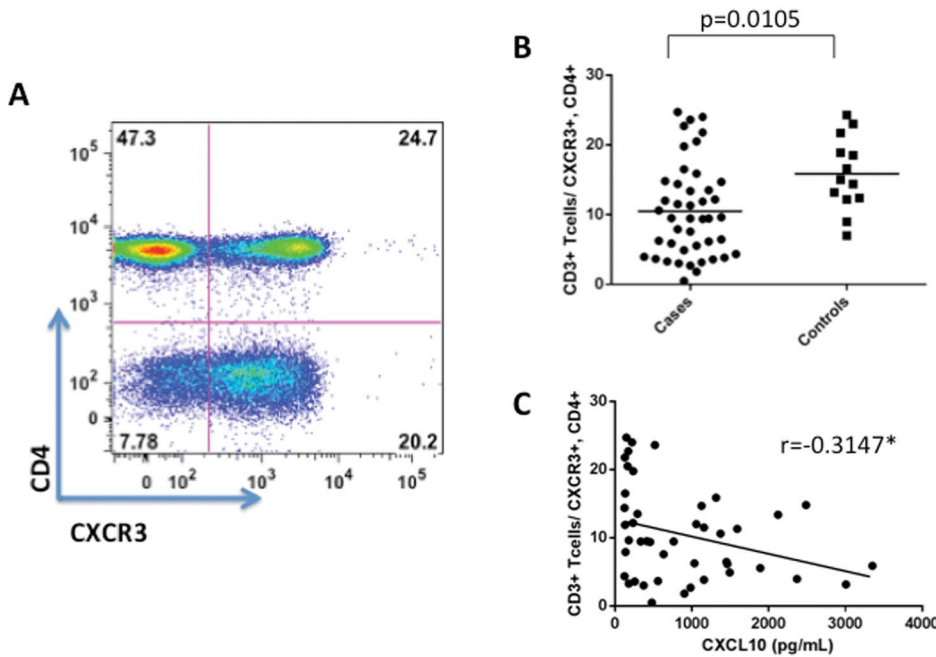 A
47.3 24.7
10^5
10^4
10^3
10^2
0
7.78 20.2
0 10^2 10^3 10^4 10^5
CD4
CXCR3
B
p=0.0105
CD3+ Tcells/ CXCR3+, CD4+
30
20
10
0
Cases
Controls
C
r=-0.3147*
CD3+ Tcells/ CXCR3+, CD4+
30
20
10
0
0 1000 2000 3000 4000
CXCL10 (pg/mL)